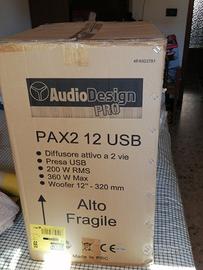 AudioDesign
PRO
PAX2 12 USB
• Diffusore attivo a 2 vie
• Presa USB
• 200 W RMS
• 360 W Max
• Woofer 12" - 320 mm
Alto
Fragile
CE
Made in PRC